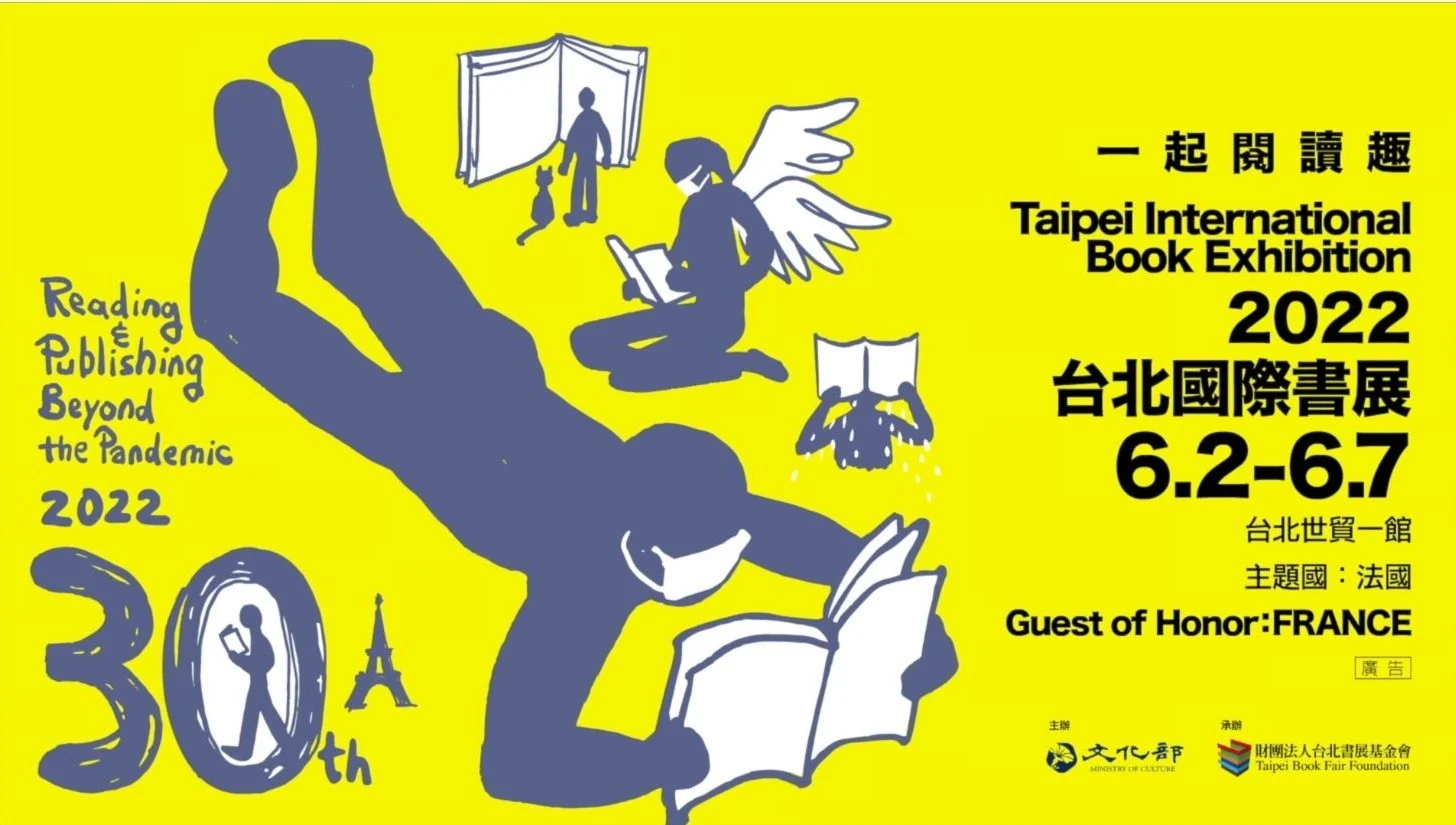 Reading
&
Publishing
Beyond
the Pandemic
2022
30th
一起閱讀趣
Taipei International
Book Exhibition
2022
台北國際書展
6.2-6.7
台北世貿一館
主題國：法國
Guest of Honor:FRANCE
廣告
主辦
文化部
MINISTRY OF CULTURE
承辦
財團法人台北書展基金會
Taipei Book Fair Foundation